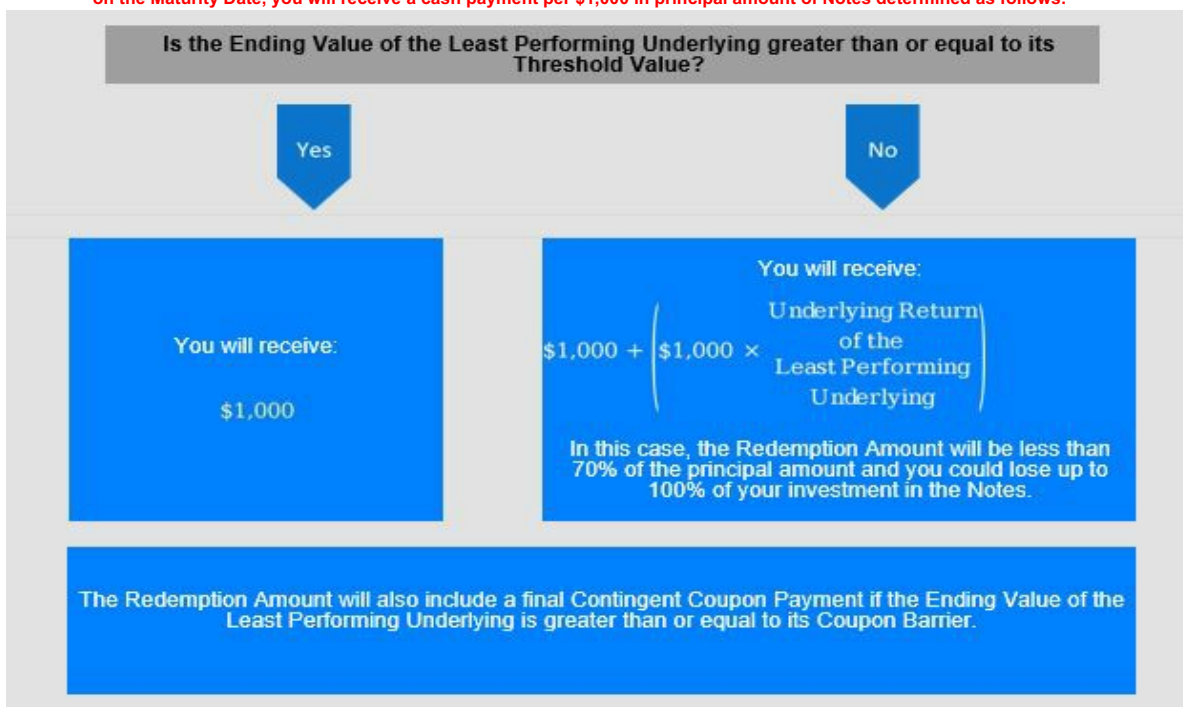 on the Maturity Date, you will receive a cash payment per $1,000 in principal amount of Notes determined as follows:
Is the Ending Value of the Least Performing Underlying greater than or equal to its
Threshold Value?
Yes
No
You will receive:
$1,000
You will receive:
$1,000 + ($1,000 × Underlying Return
of the
Least Performing
Underlying)
In this case, the Redemption Amount will be less than
70% of the principal amount and you could lose up to
100% of your investment in the Notes.
The Redemption Amount will also include a final Contingent Coupon Payment if the Ending Value of the
Least Performing Underlying is greater than or equal to its Coupon Barrier.